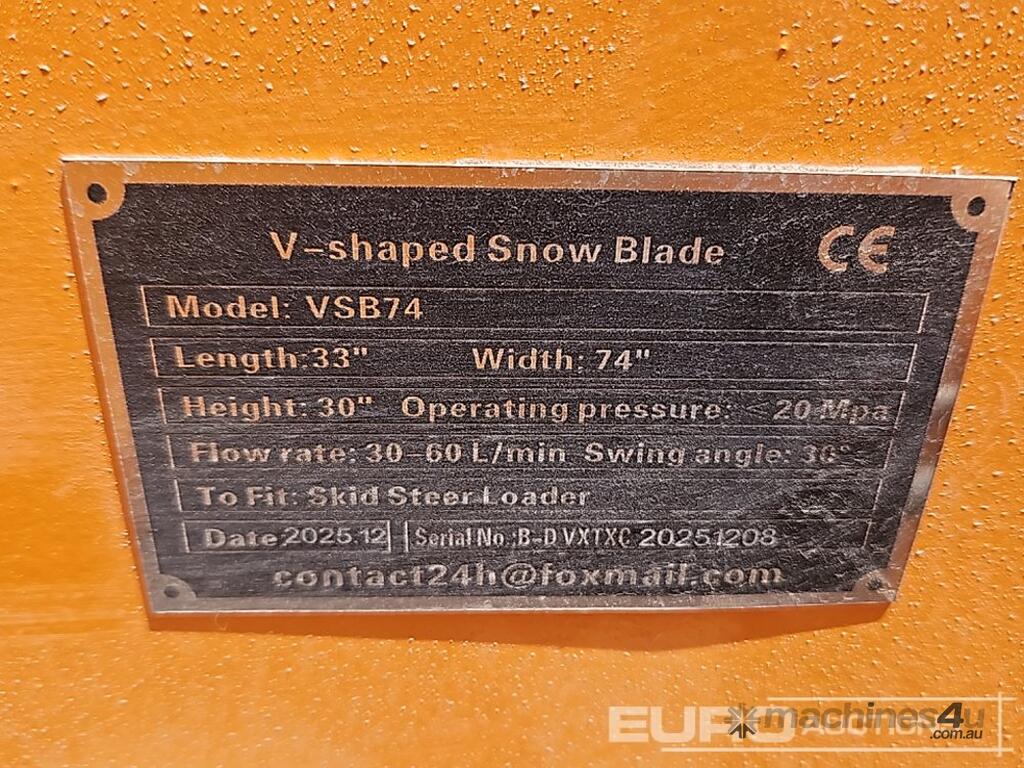 V-shaped Snow Blade CE
Model: VSB74
Length:33" Width: 74"
Height: 30" Operating pressure: <20 Mpa
Flow rate: 30-60 L/min Swing angle: 30°
To Fit: Skid Steer Loader
Date 2025.12 Serial No.:B-DVXTXC 20251208
contact24h@foxmail.com
EURO AUCTIONS
machines4u
.com.au